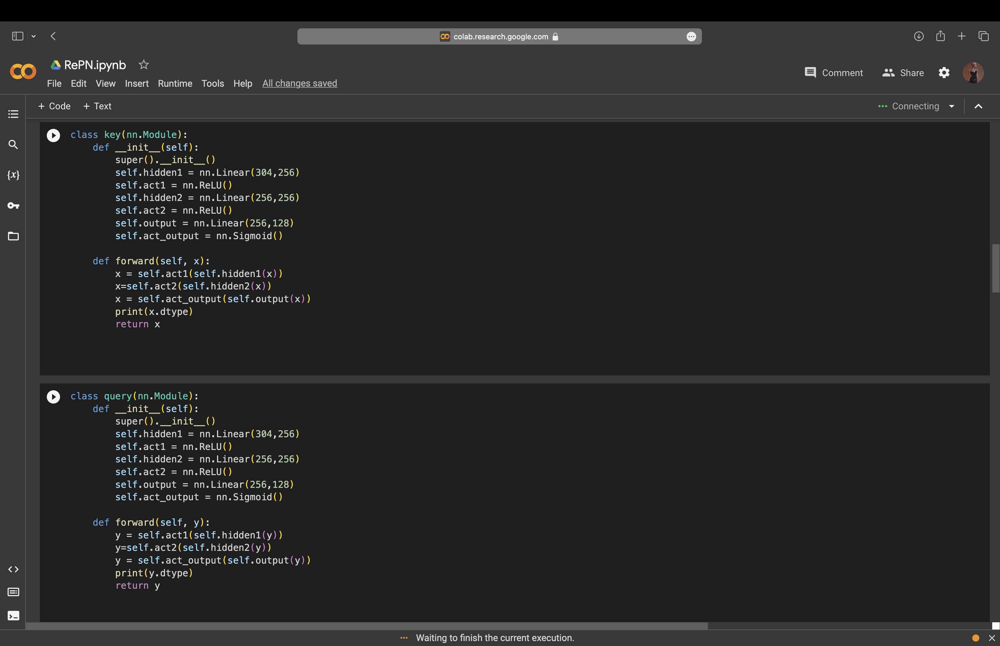 colab.research.google.com
RePN.ipynb
File Edit View Insert Runtime Tools Help All changes saved
Comment Share
+ Code + Text
Connecting
class key(nn.Module):
    def __init__(self):
        super().__init__()
        self.hidden1 = nn.Linear(304,256)
        self.act1 = nn.ReLU()
        self.hidden2 = nn.Linear(256,256)
        self.act2 = nn.ReLU()
        self.output = nn.Linear(256,128)
        self.act_output = nn.Sigmoid()
    def forward(self, x):
        x = self.act1(self.hidden1(x))
        x=self.act2(self.hidden2(x))
        x = self.act_output(self.output(x))
        print(x.dtype)
        return x
class query(nn.Module):
    def __init__(self):
        super().__init__()
        self.hidden1 = nn.Linear(304,256)
        self.act1 = nn.ReLU()
        self.hidden2 = nn.Linear(256,256)
        self.act2 = nn.ReLU()
        self.output = nn.Linear(256,128)
        self.act_output = nn.Sigmoid()
    def forward(self, y):
        y = self.act1(self.hidden1(y))
        y=self.act2(self.hidden2(y))
        y = self.act_output(self.output(y))
        print(y.dtype)
        return y
Waiting to finish the current execution.